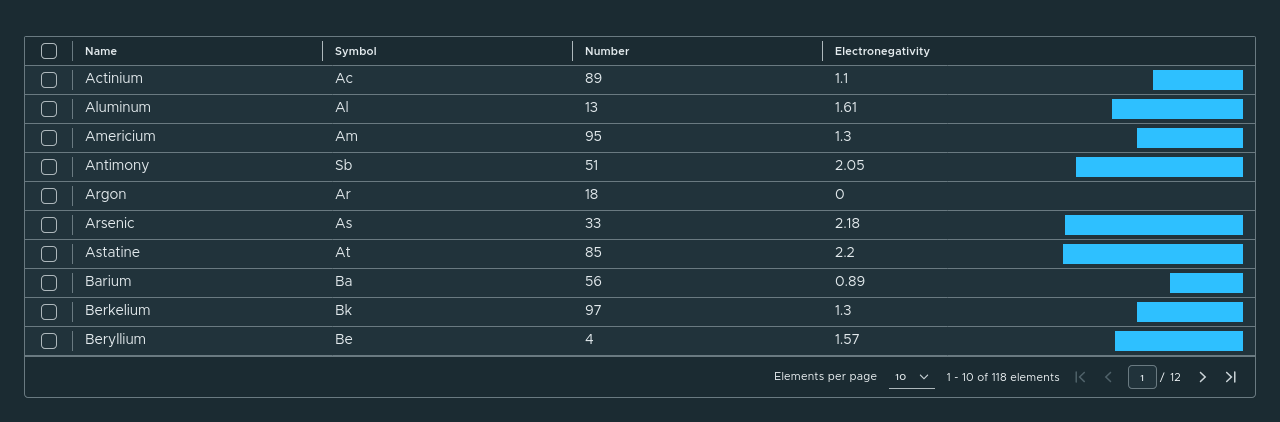 Name Symbol Number Electronegativity
Actinium Ac 89 1.1
Aluminum Al 13 1.61
Americium Am 95 1.3
Antimony Sb 51 2.05
Argon Ar 18 0
Arsenic As 33 2.18
Astatine At 85 2.2
Barium Ba 56 0.89
Berkelium Bk 97 1.3
Beryllium Be 4 1.57
Elements per page 10 1 - 10 of 118 elements 1 / 12